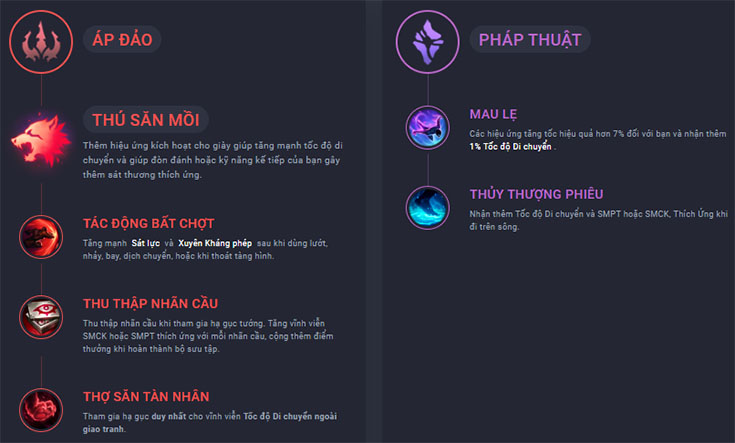 ÁP ĐẢO
THÚ SĂN MỒI
Thêm hiệu ứng kích hoạt cho giày giúp tăng mạnh tốc độ di
chuyển và giúp đòn đánh hoặc kỹ năng kế tiếp của bạn gây
thêm sát thương thích ứng.
TÁC ĐỘNG BẤT CHỢT
Tăng mạnh Sát lực và Xuyên Kháng phép sau khi dùng lướt,
nhảy, bay, dịch chuyển, hoặc khi thoát tàng hình.
THU THẬP NHÃN CẦU
Thu thập nhãn cầu khi tham gia hạ gục tướng. Tăng vĩnh viễn
SMCK hoặc SMPT thích ứng với mỗi nhãn cầu, cộng thêm điểm
thưởng khi hoàn thành bộ sưu tập.
THỢ SĂN TÀN NHẪN
Tham gia hạ gục duy nhất cho vĩnh viễn Tốc độ Di chuyển ngoài
giao tranh.
PHÁP THUẬT
MAU LẸ
Các hiệu ứng tăng tốc hiệu quả hơn 7% đối với bạn và nhận thêm
1% Tốc độ Di chuyển .
THỦY THƯỢNG PHIÊU
Nhận thêm Tốc độ Di chuyển và SMPT hoặc SMCK, Thích Ứng khi
đi trên sông.